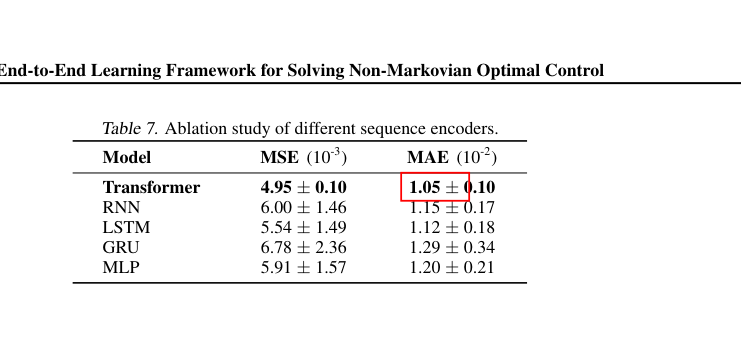 End-to-End Learning Framework for Solving Non-Markovian Optimal Control
Table 7. Ablation study of different sequence encoders.
Model MSE (10⁻³) MAE (10⁻²)
Transformer 4.95 ± 0.10 1.05 ± 0.10
RNN 6.00 ± 1.46 1.15 ± 0.17
LSTM 5.54 ± 1.49 1.12 ± 0.18
GRU 6.78 ± 2.36 1.29 ± 0.34
MLP 5.91 ± 1.57 1.20 ± 0.21